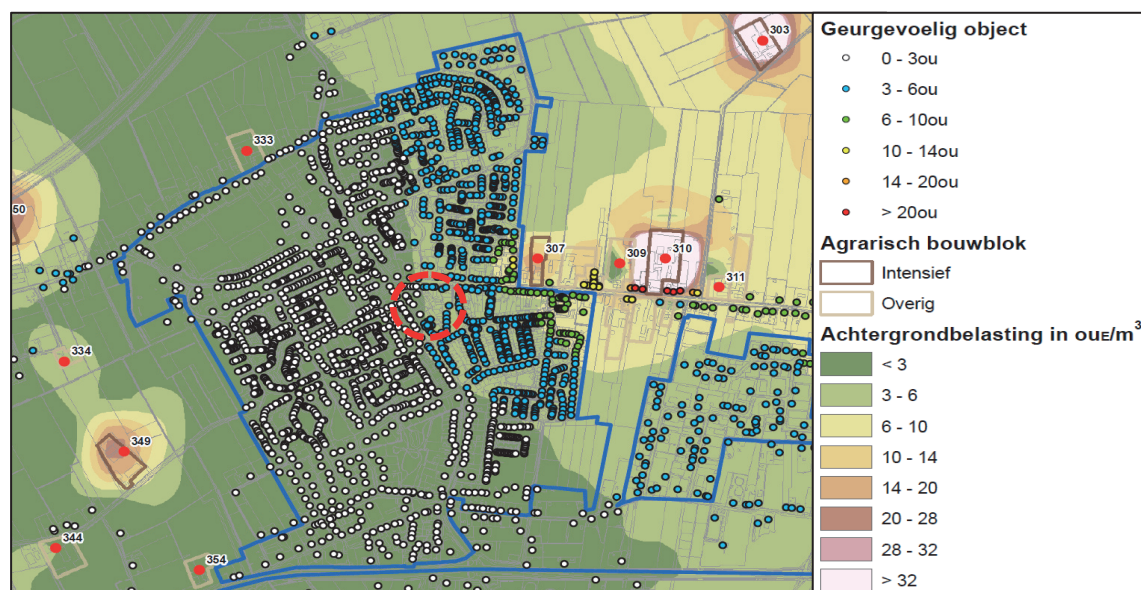 303
333
50
307
309
310
311
334
349
344
354
Geurgevoelig object
0 - 3ou
3 - 6ou
6 - 10ou
10 - 14ou
14 - 20ou
> 20ou
Agrarisch bouwblok
Intensief
Overig
Achtergrondbelasting in ouE/m³
< 3
3 - 6
6 - 10
10 - 14
14 - 20
20 - 28
28 - 32
> 32